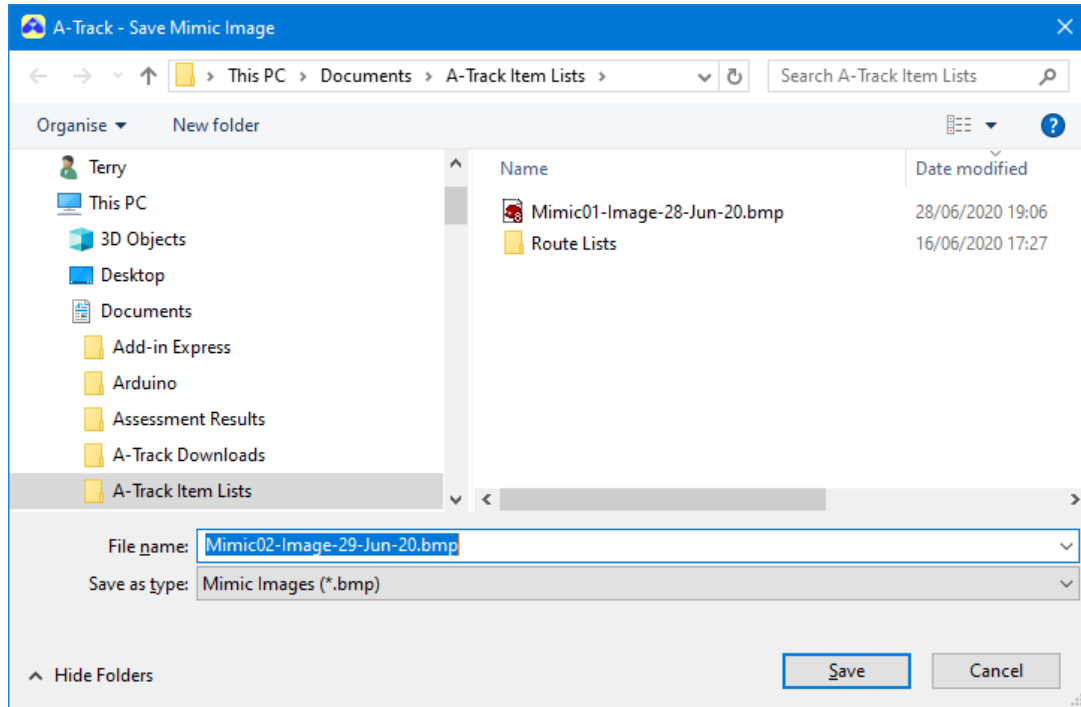 A-Track - Save Mimic Image
This PC > Documents > A-Track Item Lists >
Search A-Track Item Lists
Organise
New folder
?
Terry
This PC
3D Objects
Desktop
Documents
Add-in Express
Arduino
Assessment Results
A-Track Downloads
A-Track Item Lists
Name Date modified
Mimic01-Image-28-Jun-20.bmp 28/06/2020 19:06
Route Lists 16/06/2020 17:27
File name: Mimic02-Image-29-Jun-20.bmp
Save as type: Mimic Images (*.bmp)
Hide Folders
Save
Cancel